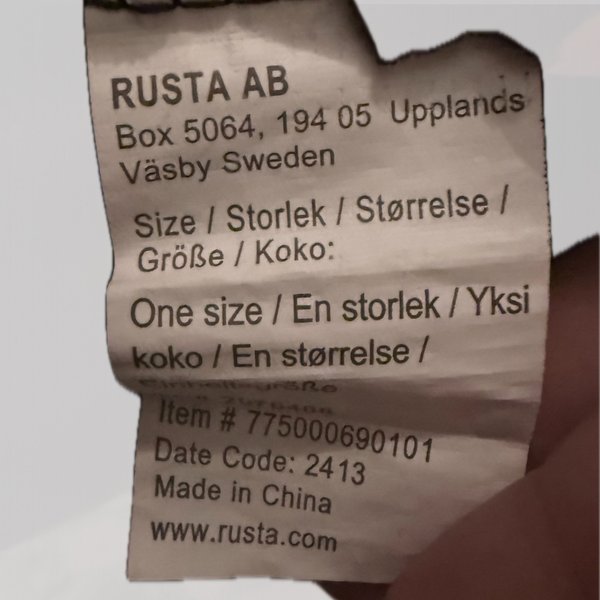 RUSTA AB
Box 5064, 194 05 Upplands
Väsby Sweden
Size / Storlek / Størrelse /
Größe / Koko:
One size / En storlek / Yksi
koko / En størrelse /
Item # 775000690101
Date Code: 2413
Made in China
www.rusta.com